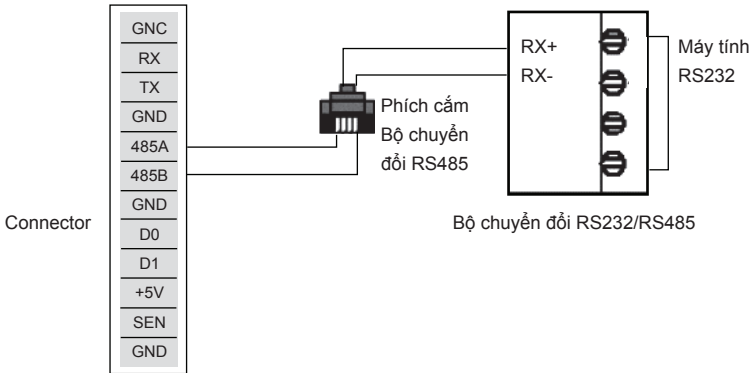 Connector
GNC
RX
TX
GND
485A
485B
GND
D0
D1
+5V
SEN
GND
Phích cắm
Bộ chuyển
đổi RS485
RX+
RX-
Máy tính
RS232
Bộ chuyển đổi RS232/RS485